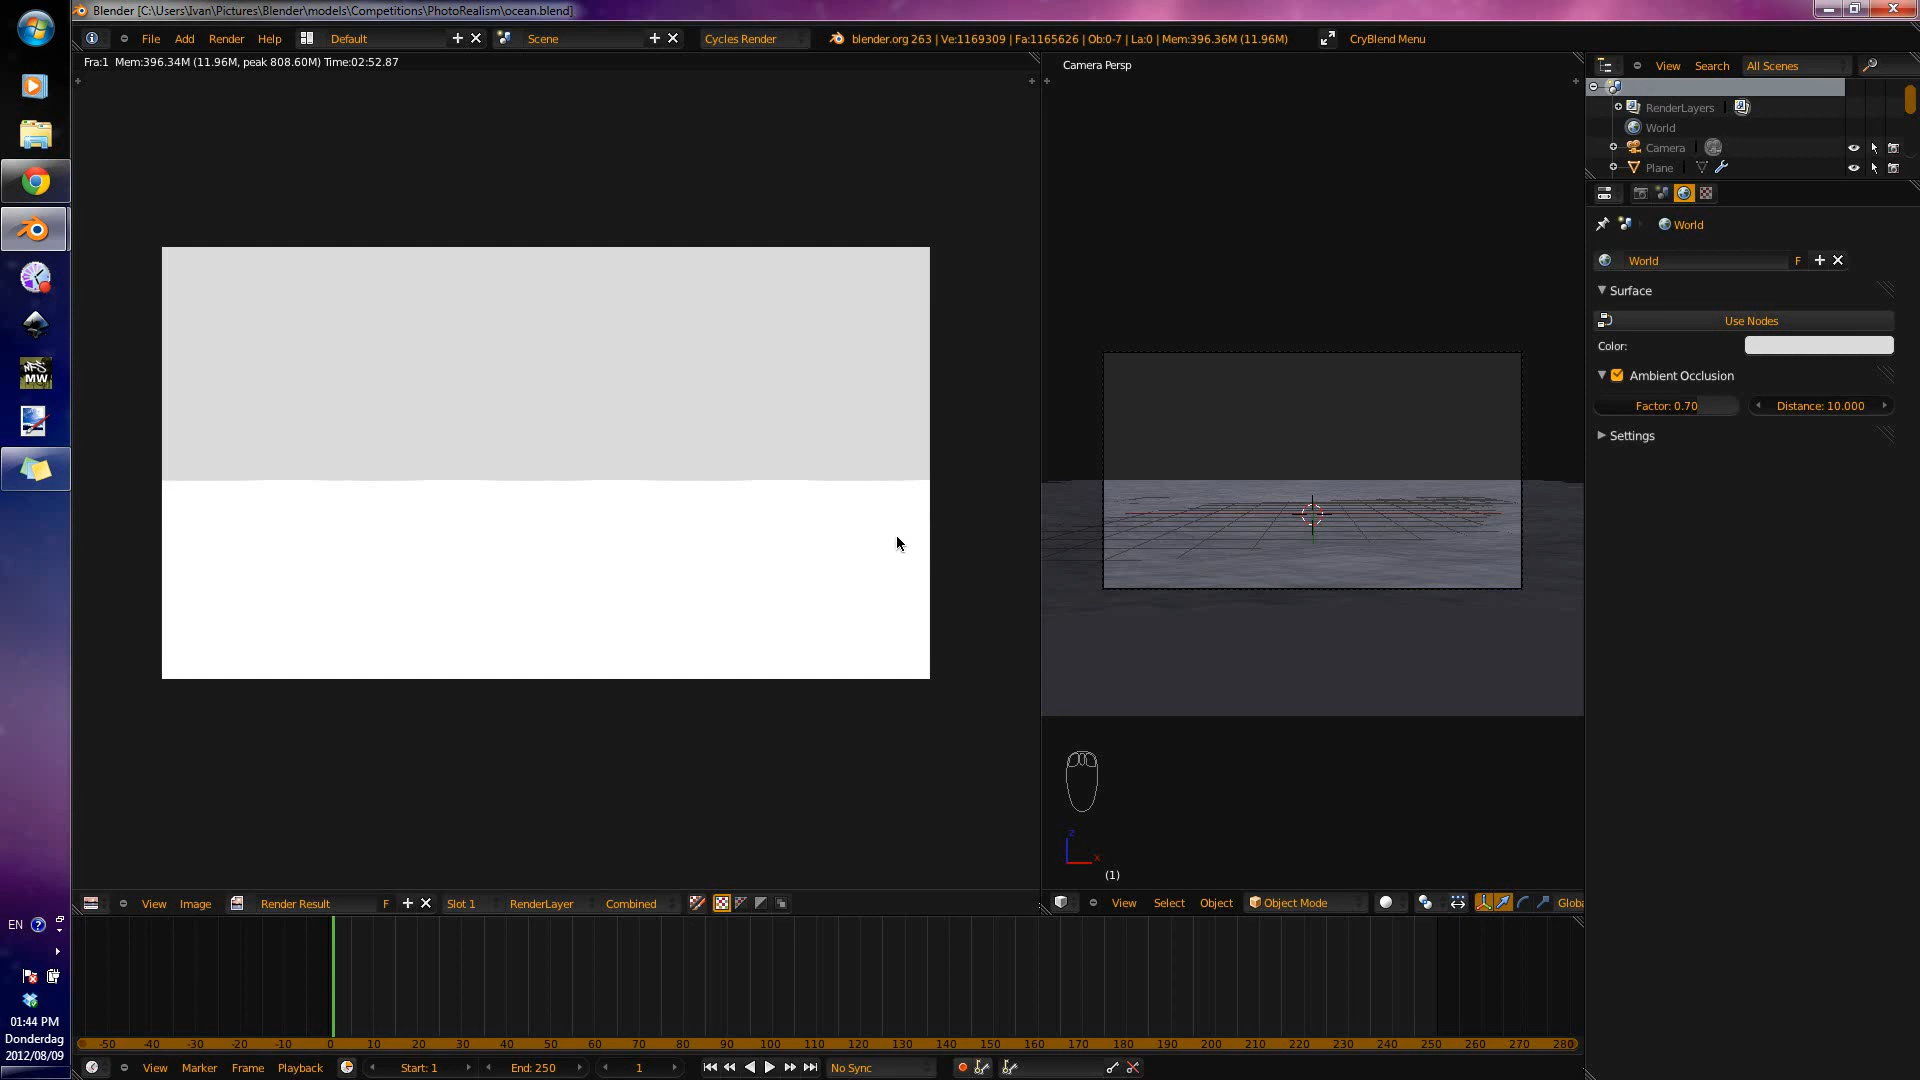 Blender [C:\Users\Ivan\Pictures\Blender\models\Competitions\PhotoRealism\ocean.blend]
File Add Render Help Default Scene Cycles Render blender.org 263 | Ve:1169309 | Fa:1165626 | Ob:0-7 | La:0 | Mem:396.36M (11.96M) CryBlend Menu
Fra:1 Mem:396.34M (11.96M, peak 808.60M) Time:02:52.87
Camera Persp
View Search All Scenes
RenderLayers
World
Camera
Plane
World
World F
Surface
Use Nodes
Color:
Ambient Occlusion
Factor: 0.70 Distance: 10.000
Settings
NFS
MW
z
x
(1)
View Image Render Result F Slot 1 RenderLayer Combined
View Select Object Object Mode Globa
-50 -40 -30 -20 -10 0 10 20 30 40 50 60 70 80 90 100 110 120 130 140 150 160 170 180 190 200 210 220 230 240 250 260 270 280
View Marker Frame Playback Start: 1 End: 250 1 No Sync
EN
01:44 PM
Donderdag
2012/08/09